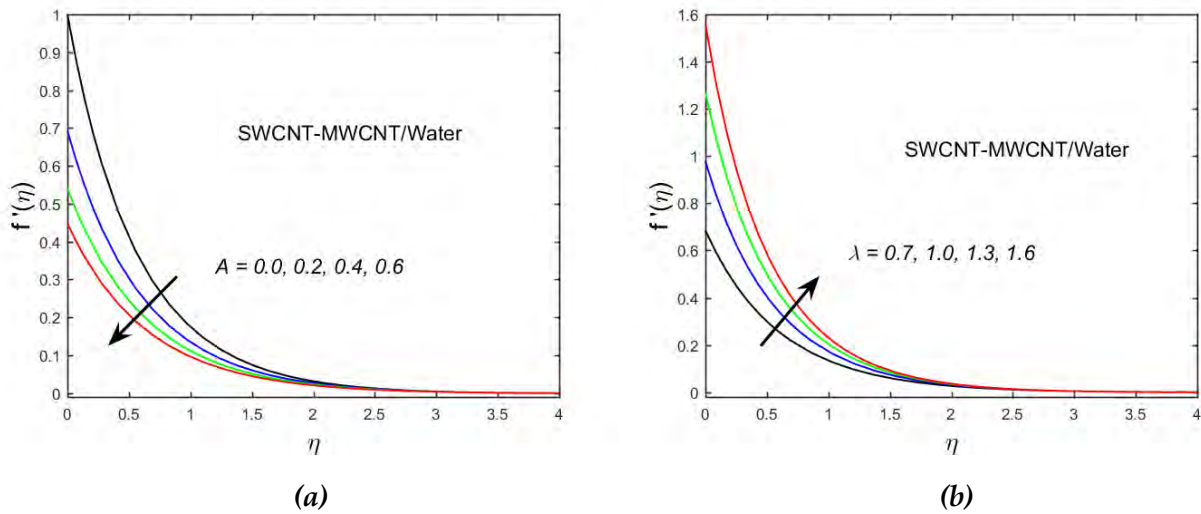 1
0.9
0.8
0.7
0.6
0.5
0.4
0.3
0.2
0.1
0
f '(η)
SWCNT-MWCNT/Water
A = 0.0, 0.2, 0.4, 0.6
0 0.5 1 1.5 2 2.5 3 3.5 4
η
(a)
1.6
1.4
1.2
1
0.8
0.6
0.4
0.2
0
f '(η)
SWCNT-MWCNT/Water
λ = 0.7, 1.0, 1.3, 1.6
0 0.5 1 1.5 2 2.5 3 3.5 4
η
(b)